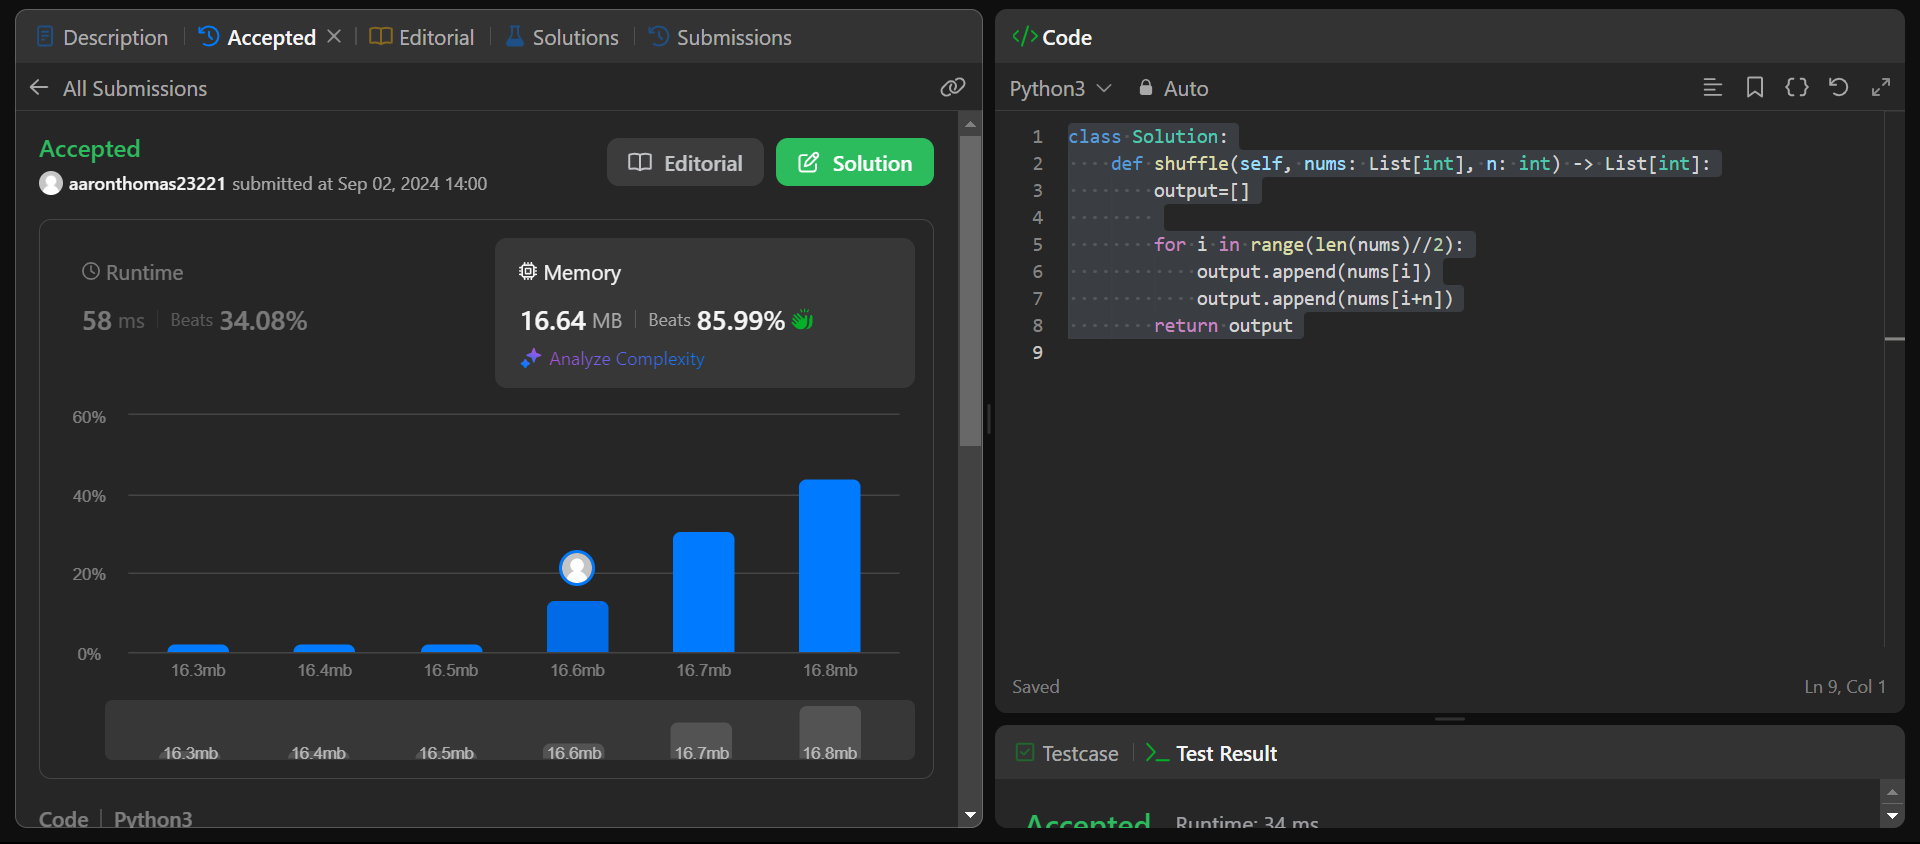 Description Accepted Editorial Solutions Submissions
All Submissions
Accepted
aaronthomas23221 submitted at Sep 02, 2024 14:00
Editorial Solution
Runtime
58 ms Beats 34.08%
Memory
16.64 MB Beats 85.99%
Analyze Complexity
60%
40%
20%
0%
16.3mb 16.4mb 16.5mb 16.6mb 16.7mb 16.8mb
16.3mb 16.4mb 16.5mb 16.6mb 16.7mb 16.8mb
Code Python3
</> Code
Python3 Auto
1 class Solution:
2 def shuffle(self, nums: List[int], n: int) -> List[int]:
3 output=[]
4
5 for i in range(len(nums)//2):
6 output.append(nums[i])
7 output.append(nums[i+n])
8 return output
9
Saved Ln 9, Col 1
Testcase Test Result
Accepted Runtime: 34 ms